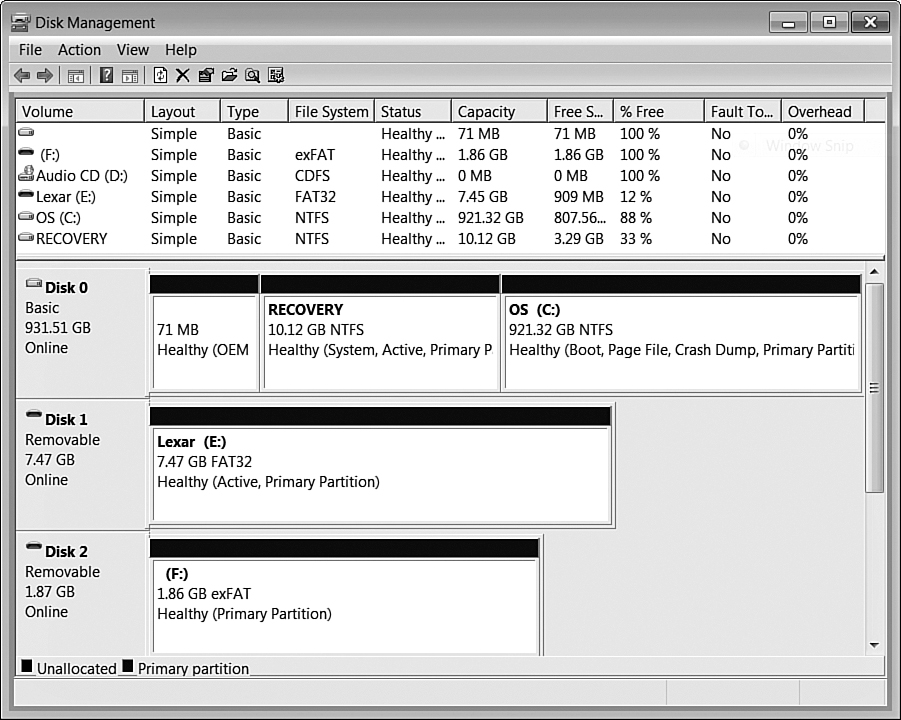 Disk Management
File Action View Help
Volume Layout Type File System Status Capacity Free S... % Free Fault To... Overhead
Simple Basic Healthy ... 71 MB 71 MB 100 % No 0%
(F:) Simple Basic exFAT Healthy ... 1.86 GB 1.86 GB 100 % No 0%
Window Snip
Audio CD (D:) Simple Basic CDFS Healthy ... 0 MB 0 MB 100 % No 0%
Lexar (E:) Simple Basic FAT32 Healthy ... 7.45 GB 909 MB 12 % No 0%
OS (C:) Simple Basic NTFS Healthy ... 921.32 GB 807.56... 88 % No 0%
RECOVERY Simple Basic NTFS Healthy ... 10.12 GB 3.29 GB 33 % No 0%
Disk 0
Basic
931.51 GB
Online
71 MB
Healthy (OEM
RECOVERY
10.12 GB NTFS
Healthy (System, Active, Primary P
OS (C:)
921.32 GB NTFS
Healthy (Boot, Page File, Crash Dump, Primary Partiti
Disk 1
Removable
7.47 GB
Online
Lexar (E:)
7.47 GB FAT32
Healthy (Active, Primary Partition)
Disk 2
Removable
1.87 GB
Online
(F:)
1.86 GB exFAT
Healthy (Primary Partition)
Unallocated Primary partition